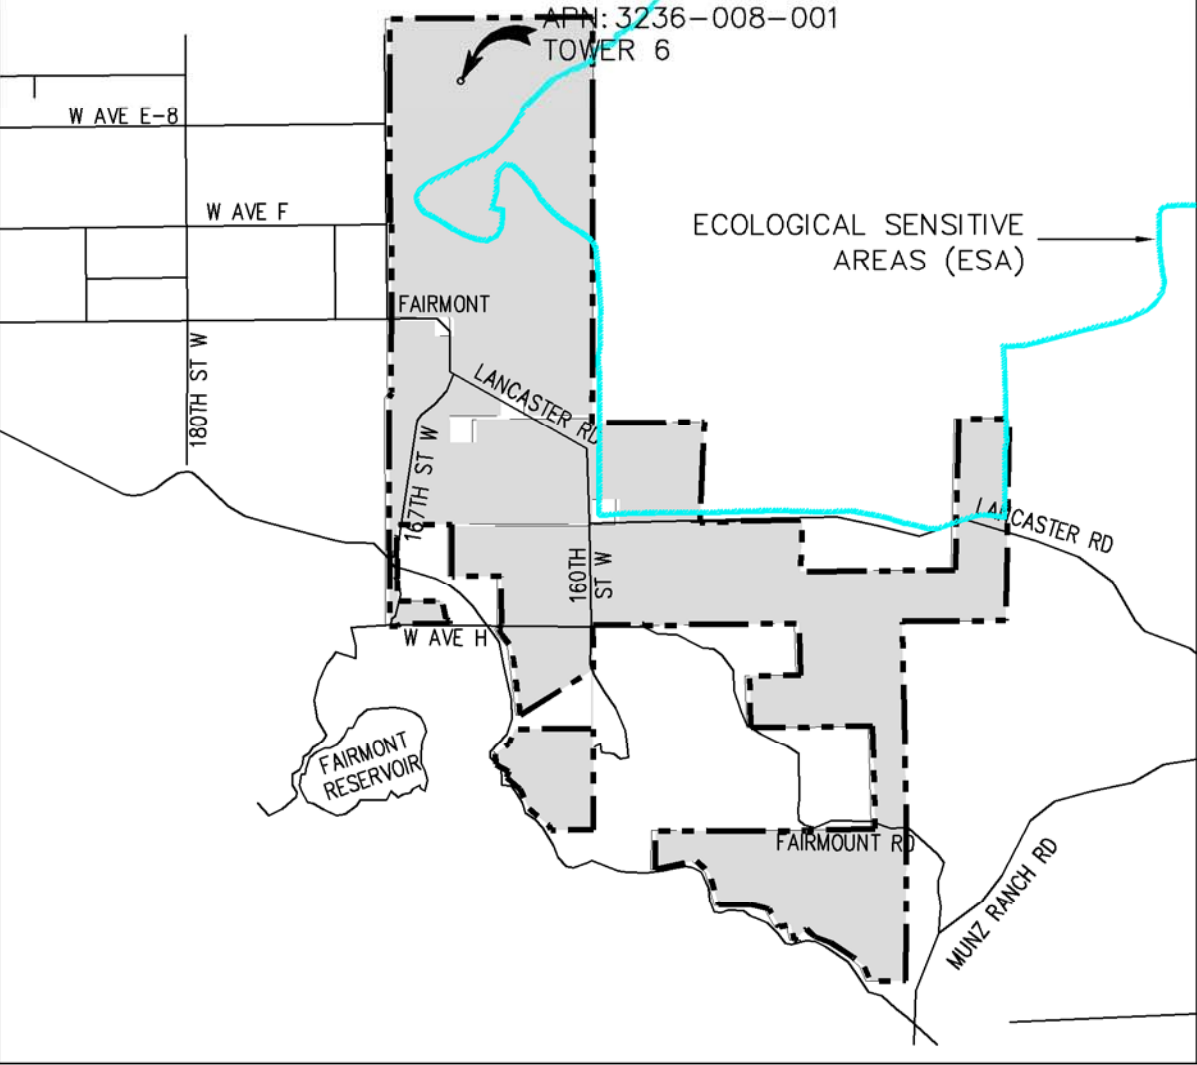 APN: 3236-008-001
TOWER 6
W AVE E-8
W AVE F
ECOLOGICAL SENSITIVE
AREAS (ESA)
FAIRMONT
180TH ST W
LANCASTER RD
167TH ST W
LANCASTER RD
160TH
ST W
W AVE H
FAIRMONT
RESERVOIR
FAIRMOUNT RD
MUNZ RANCH RD